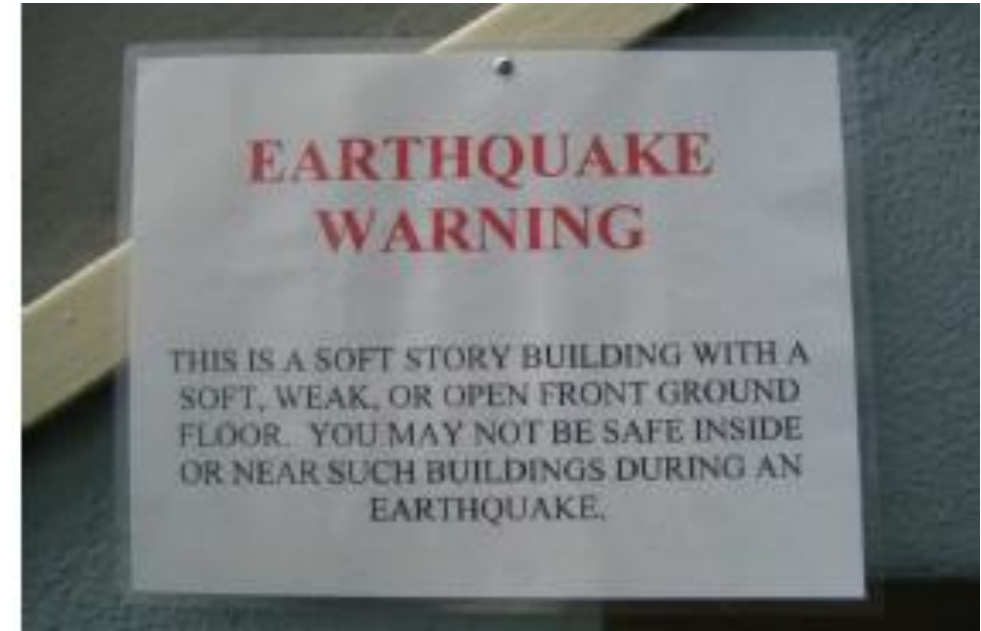 EARTHQUAKE
WARNING
THIS IS A SOFT STORY BUILDING WITH A
SOFT, WEAK, OR OPEN FRONT GROUND
FLOOR. YOU MAY NOT BE SAFE INSIDE
OR NEAR SUCH BUILDINGS DURING AN
EARTHQUAKE.